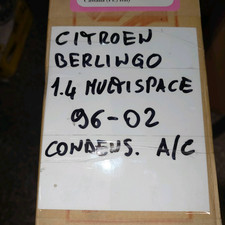 CITROEN
BERLINGO
1.4 MULTISPACE
96-02
CONDENS. A/C